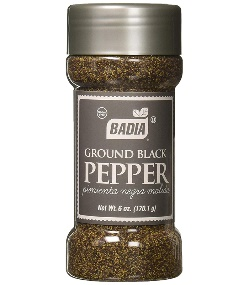 BADIA®
GROUND BLACK
PEPPER
pimienta negra molida
Net Wt. 6 oz. (170.1 g)